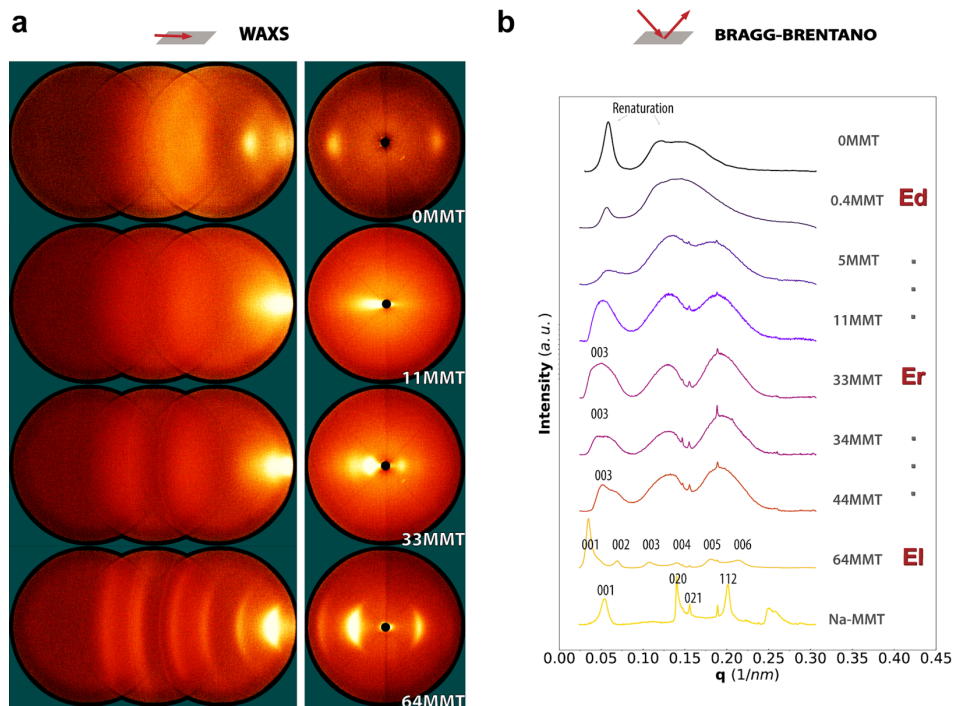 a
WAXS
0MMT
11MMT
33MMT
64MMT
b
BRAGG-BRENTANO
Renaturation
0MMT
0.4MMT Ed
5MMT
11MMT
003
33MMT Er
003
34MMT
003
44MMT
001 002 003 004 005 006
64MMT El
001 020 021 112
Na-MMT
Intensity (a.u.)
0.00 0.05 0.10 0.15 0.20 0.25 0.30 0.35 0.40 0.45
q (1/nm)